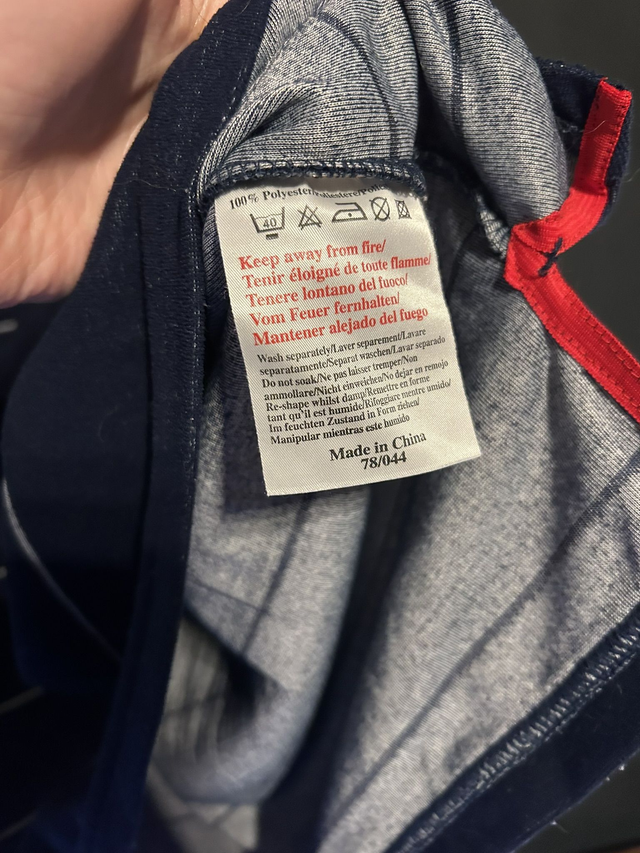 100% Polyester/Poliestere/
40
Keep away from fire/
Tenir éloigné de toute flamme/
Tenere lontano del fuoco/
Vom Feuer fernhalten/
Mantener alejado del fuego
Wash separately/Laver separement/Lavare
separatamente/Separat waschen/Lavar separado
Do not soak/Ne pas laisser tremper/Non
ammollare/Nicht einweichen/No dejar en remojo
Re-shape whilst damp/Remettre en forme
tant qu'il est humide/Rifoggiare mentre umido/
Im feuchten Zustand in Form ziehen/
Manipular mientras este humido
Made in China
78/044